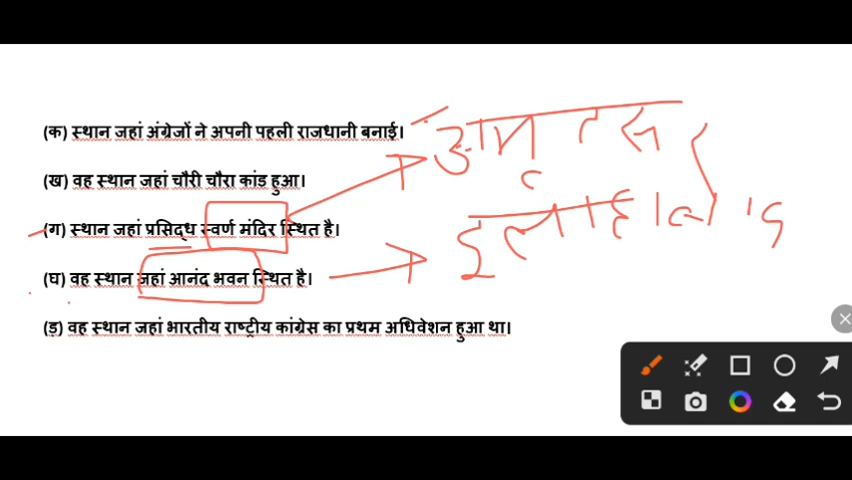 (क) स्थान जहां अंग्रेजों ने अपनी पहली राजधानी बनाई।
अमृतस
(ख) वह स्थान जहां चौरी चौरा कांड हुआ।
(ग) स्थान जहां प्रसिद्ध स्वर्ण मंदिर स्थित है।
इलाहाबाद
(घ) वह स्थान जहां आनंद भवन स्थित है।
(ड़) वह स्थान जहां भारतीय राष्ट्रीय कांग्रेस का प्रथम अधिवेशन हुआ था।